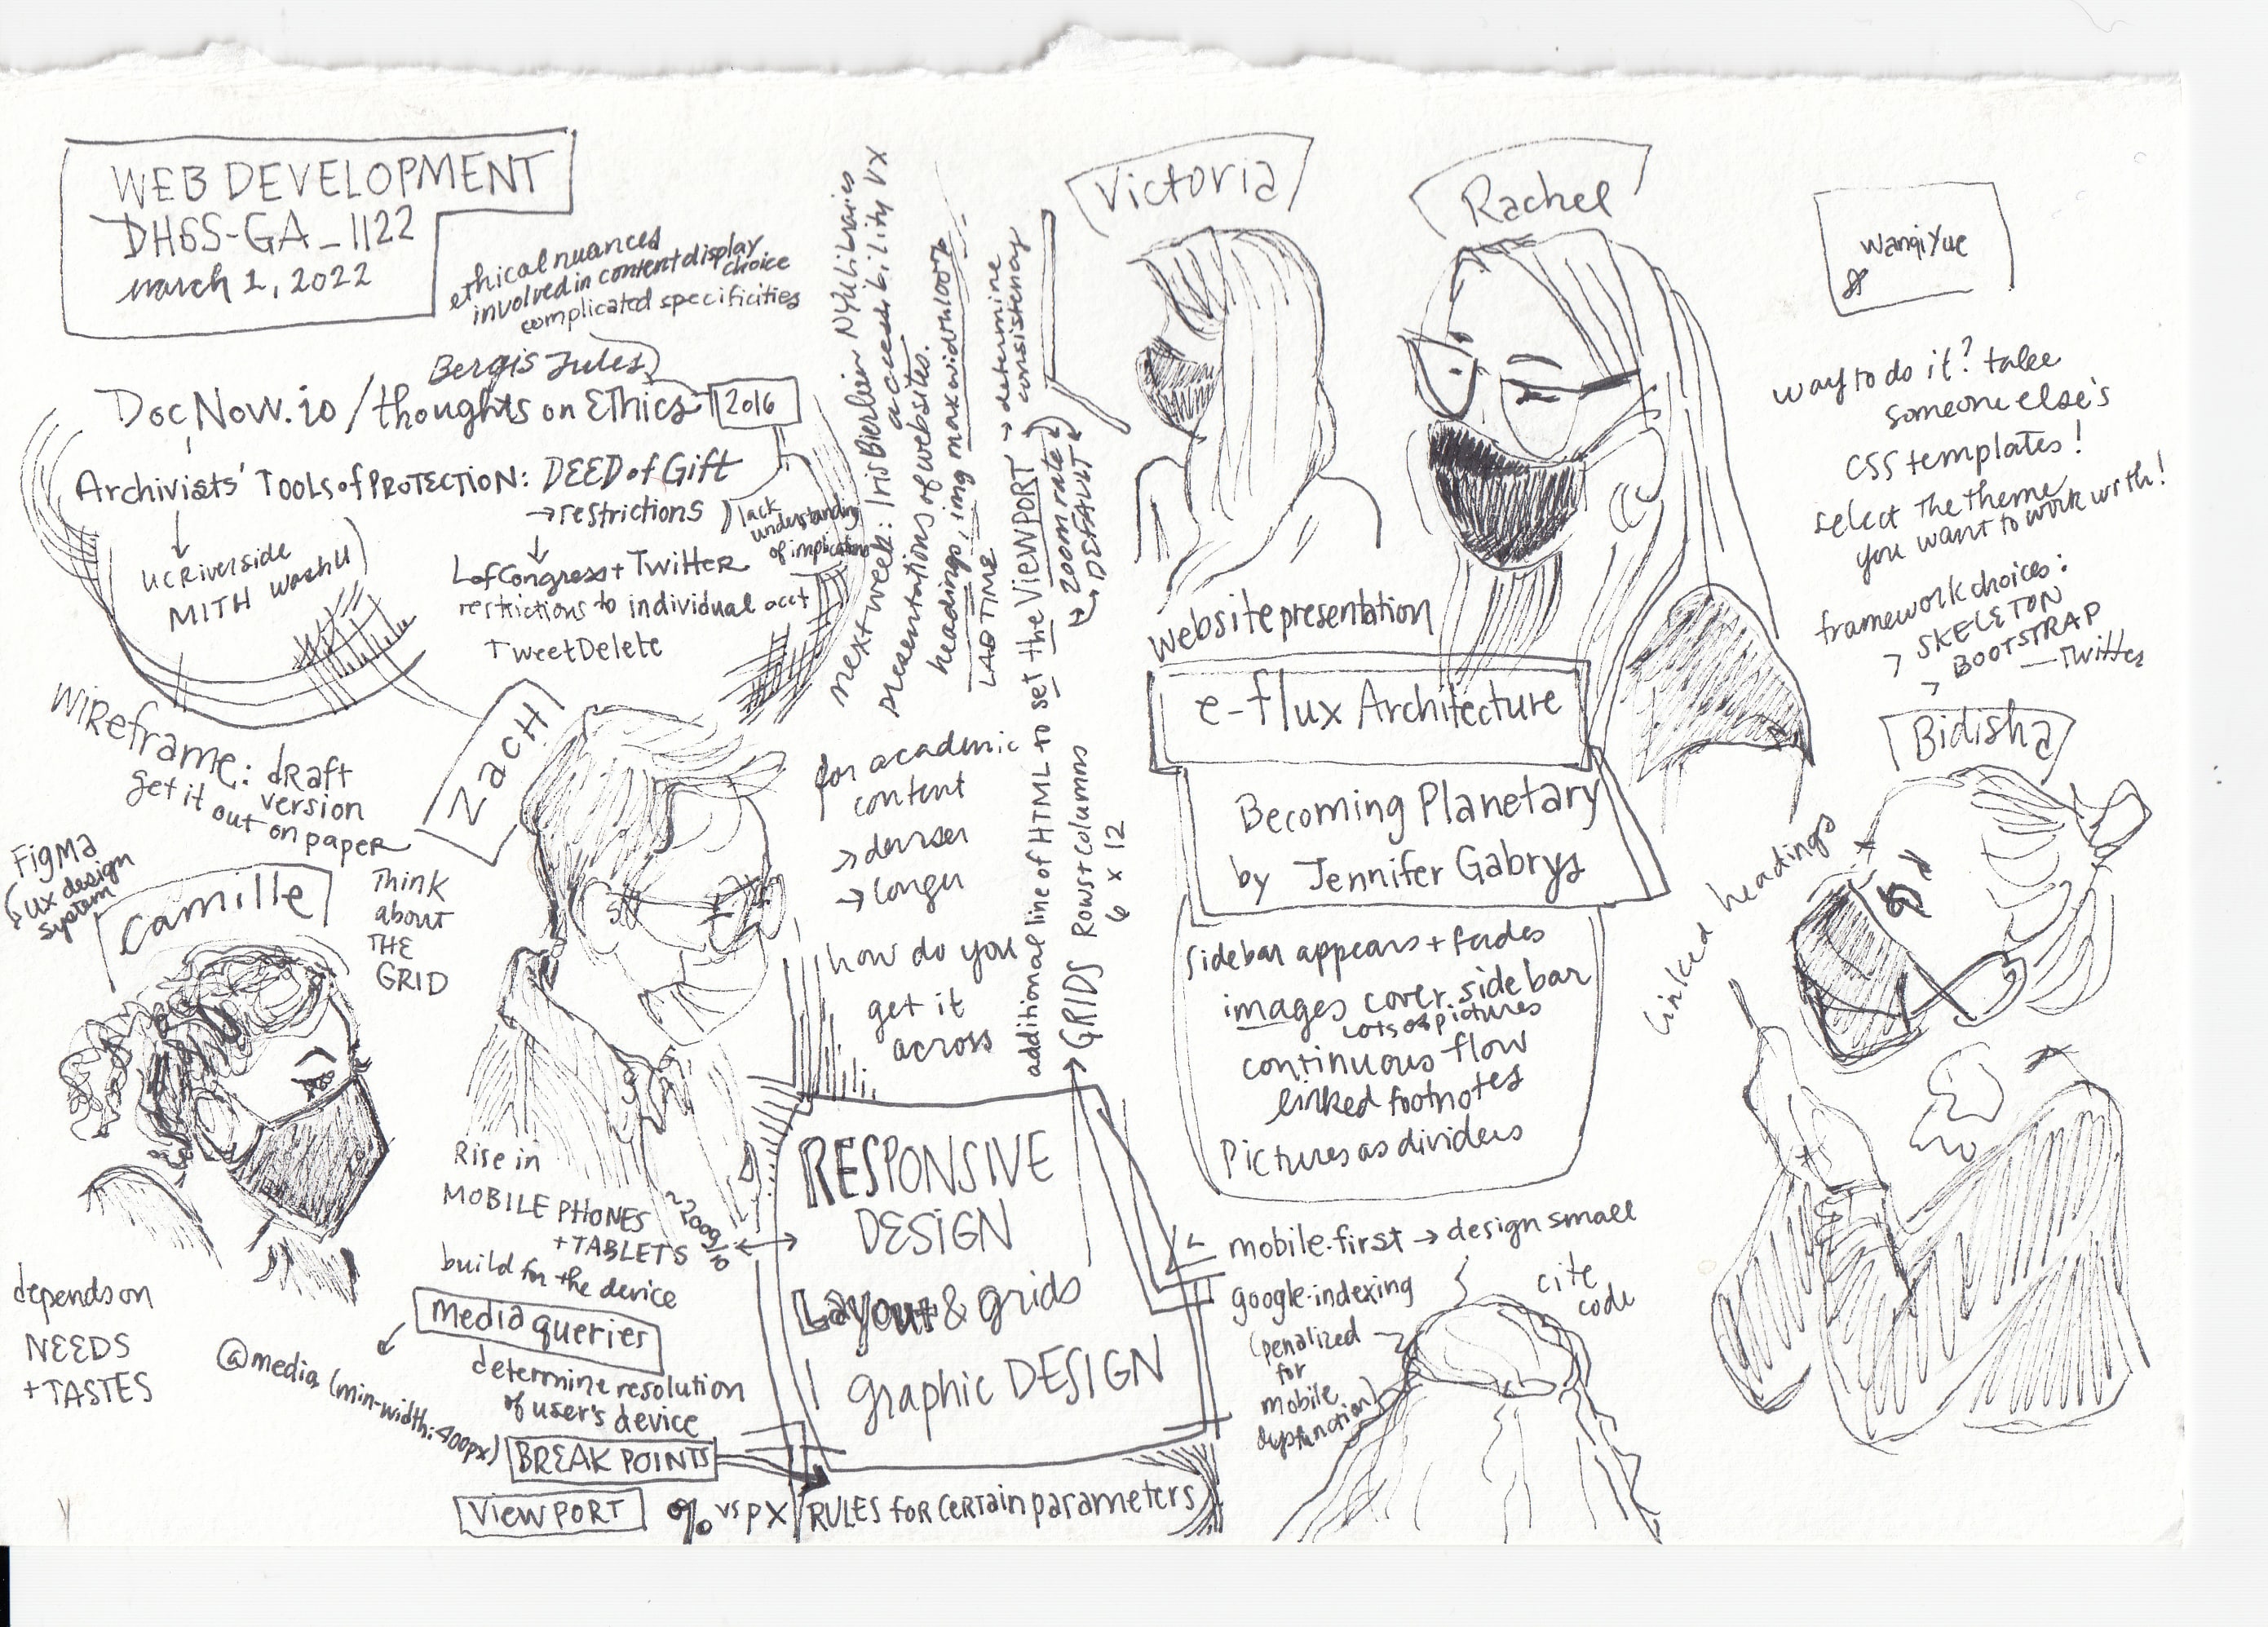 WEB DEVELOPMENT
DHSS-GA_1122
march 1, 2022
ethical nuances
involved in content display
choice
complicated specificities
Bergis Jules
DocNow.io / thoughts on Ethics
2016
Archivists' Tools of PROTECTION: DEED of Gift
→ restrictions
lack
understanding
of implications
UC Riverside
MITH WashU
L of Congress + Twitter
restrictions to individual acct
TweetDelete
wireframe: draft
version
get it out on paper
Figma
ux design
system
Camille
Think
about
THE
GRID
Zach
next week: Iris Bierlein NYU libraries
accessibility UX
presentations of websites.
headings, img max width 100%
LAB TIME
additional line of HTML to set the VIEWPORT → determine
consistency
zoom rate
DEFAULT
GRIDS Rows + columns
6 x 12
for academic
content
→ denser
→ longer
how do you
get it
across
Victoria
Rachel
website presentation
e-flux Architecture
Becoming Planetary
by Jennifer Gabrys
sidebar appears + fades
images cover sidebar
Lots of pictures
continuous flow
linked footnotes
Pictures as dividers
Wanqi Yue
way to do it? take
someone else's
CSS templates!
select the theme
you want to work with!
framework choices:
> SKELETON
> BOOTSTRAP
— Twitter
Bidisha
linked headings
depends on
NEEDS
+ TASTES
Rise in
MOBILE PHONES
+ TABLETS
build for the device
Media queries
@media (min-width: 400px)
determine resolution
of user's device
BREAK POINTS
VIEWPORT
% vs px
RULES FOR CERTAIN parameters
RESPONSIVE
DESIGN
Layout & grids
graphic DESIGN
mobile-first → design small
google-indexing
(penalized
for
mobile
dysfunction)
cite
code